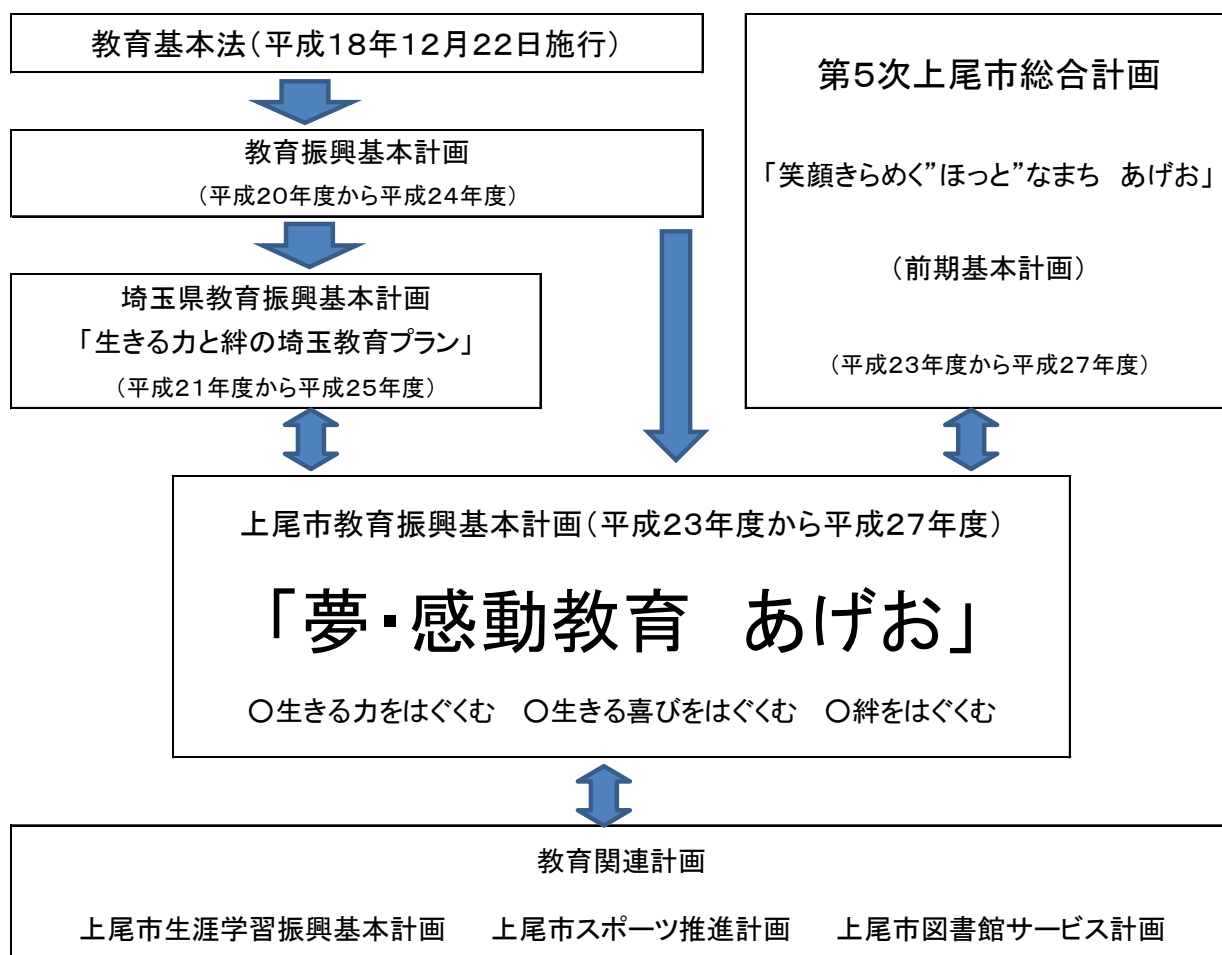 教育基本法(平成18年12月22日施行)
教育振興基本計画
(平成20年度から平成24年度)
埼玉県教育振興基本計画
「生きる力と絆の埼玉教育プラン」
(平成21年度から平成25年度)
第5次上尾市総合計画
「笑顔きらめく”ほっと”なまち　あげお」
(前期基本計画)
(平成23年度から平成27年度)
上尾市教育振興基本計画(平成23年度から平成27年度)
「夢・感動教育　あげお」
○生きる力をはぐくむ　○生きる喜びをはぐくむ　○絆をはぐくむ
教育関連計画
上尾市生涯学習振興基本計画　上尾市スポーツ推進計画　上尾市図書館サービス計画